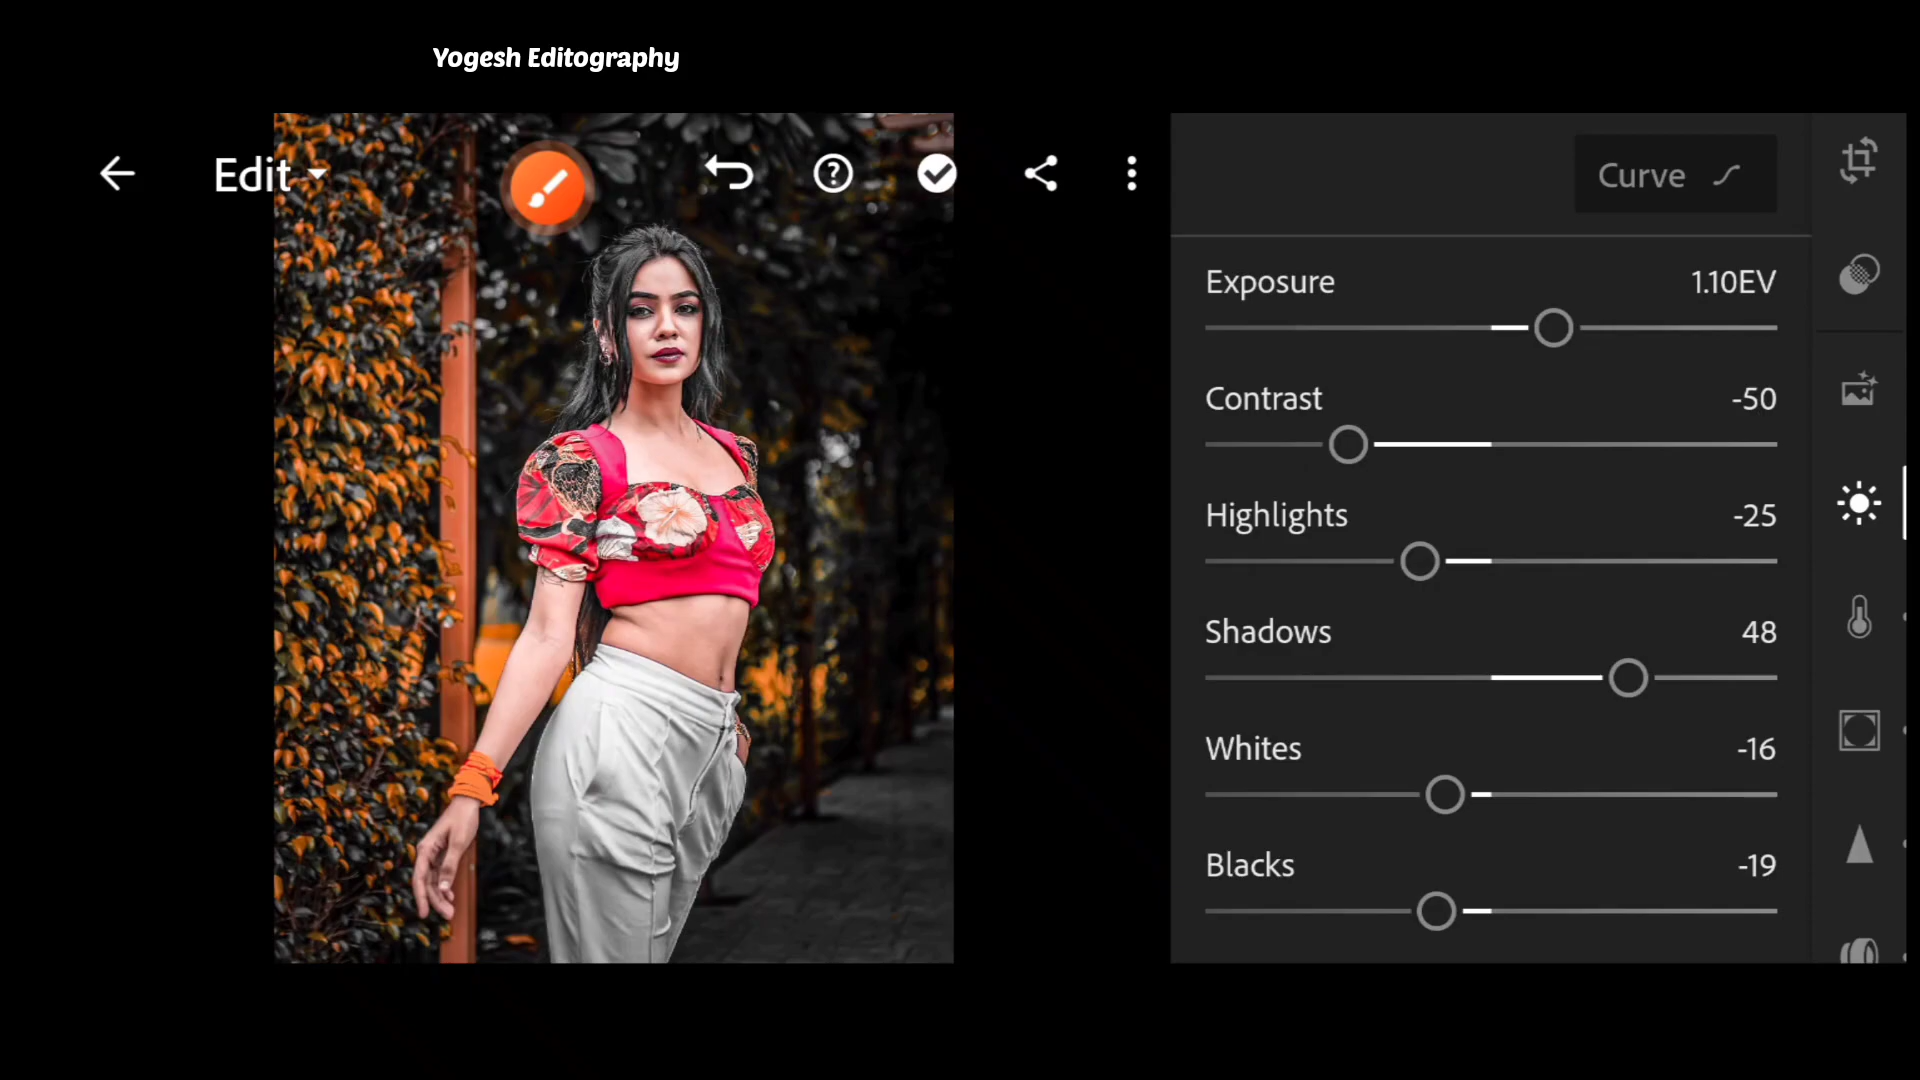 Yogesh Editography
Edit
Curve
Exposure 1.10EV
Contrast -50
Highlights -25
Shadows 48
Whites -16
Blacks -19